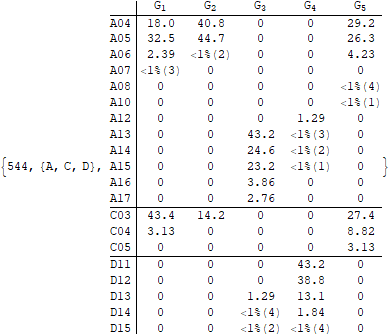 G1 G2 G3 G4 G5
A04 18.0 40.8 0 0 29.2
A05 32.5 44.7 0 0 26.3
A06 2.39 <1%(2) 0 0 4.23
A07 <1%(3) 0 0 0 0
A08 0 0 0 0 <1%(4)
A10 0 0 0 0 <1%(1)
A12 0 0 0 1.29 0
A13 0 0 43.2 <1%(3) 0
A14 0 0 24.6 <1%(2) 0
{544, {A, C, D}, A15 0 0 23.2 <1%(1) 0 }
A16 0 0 3.86 0 0
A17 0 0 2.76 0 0
C03 43.4 14.2 0 0 27.4
C04 3.13 0 0 0 8.82
C05 0 0 0 0 3.13
D11 0 0 0 43.2 0
D12 0 0 0 38.8 0
D13 0 0 1.29 13.1 0
D14 0 0 <1%(4) 1.84 0
D15 0 0 <1%(2) <1%(4) 0